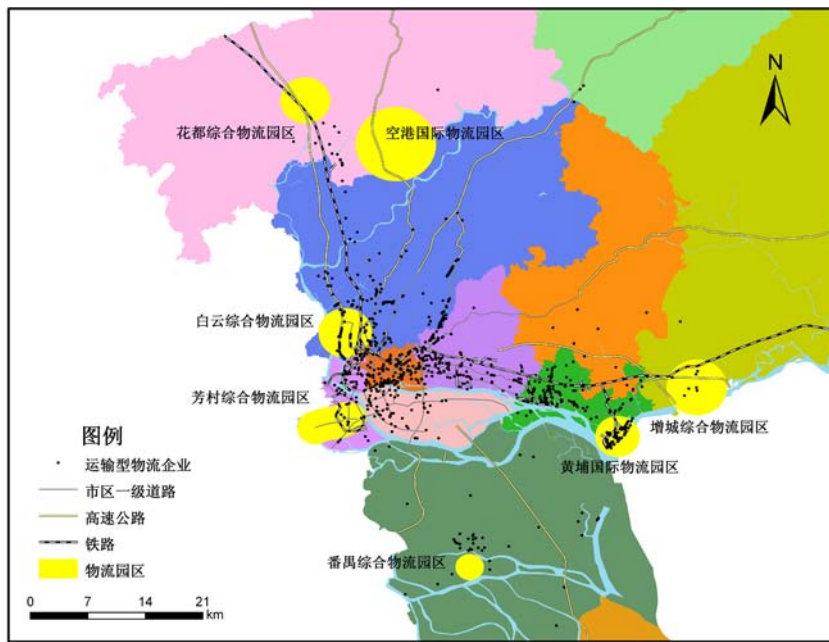 N
花都综合物流园区
空港国际物流园区
白云综合物流园区
芳村综合物流园区
增城综合物流园区
黄埔国际物流园区
番禺综合物流园区
图例
运输型物流企业
市区一级道路
高速公路
铁路
物流园区
0 7 14 21
km